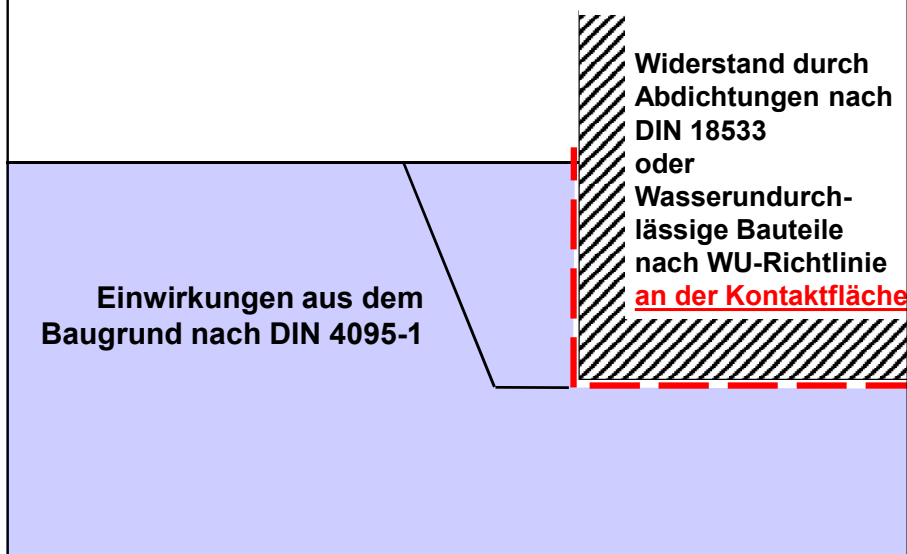 Widerstand durch
Abdichtungen nach
DIN 18533
oder
Wasserundurch-
lässige Bauteile
nach WU-Richtlinie
an der Kontaktfläche
Einwirkungen aus dem
Baugrund nach DIN 4095-1